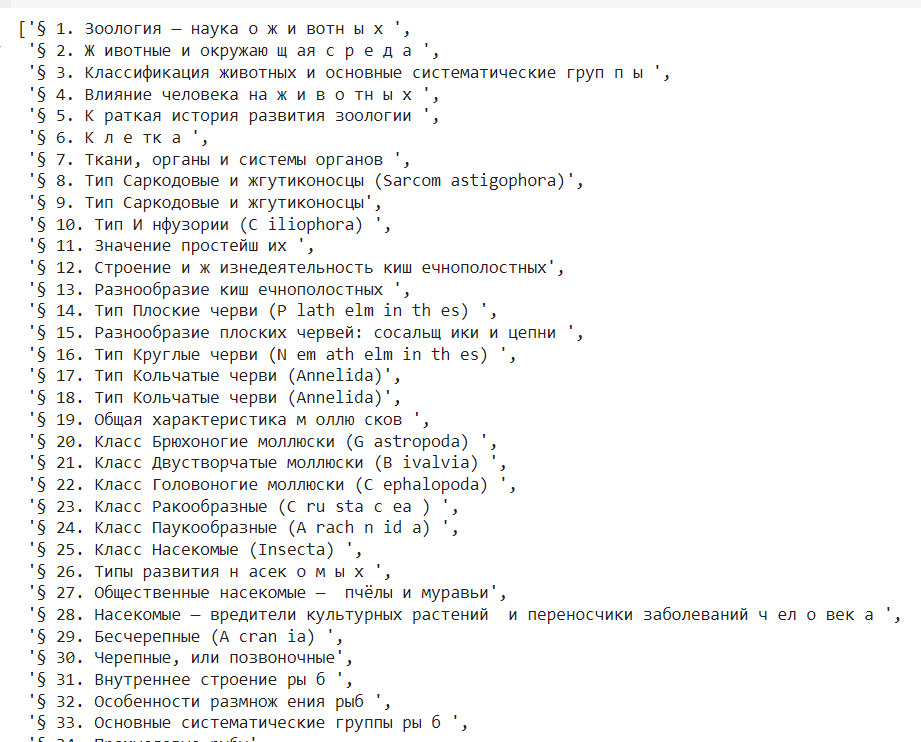 ['§ 1. Зоология — наука о ж и вотн ы х ',
'§ 2. Ж ивотные и окружаю щ ая с р е д а ',
'§ 3. Классификация животных и основные систематические груп п ы ',
'§ 4. Влияние человека на ж и в о тн ы х ',
'§ 5. К раткая история развития зоологии ',
'§ 6. К л е тк а ',
'§ 7. Ткани, органы и системы органов ',
'§ 8. Тип Саркодовые и жгутиконосцы (Sarcom astigophora)',
'§ 9. Тип Саркодовые и жгутиконосцы',
'§ 10. Тип И нфузории (C iliophora) ',
'§ 11. Значение простейш их ',
'§ 12. Строение и ж изнедеятельность киш ечнополостных',
'§ 13. Разнообразие киш ечнополостных ',
'§ 14. Тип Плоские черви (P lath elm in th es) ',
'§ 15. Разнообразие плоских червей: сосальщ ики и цепни ',
'§ 16. Тип Круглые черви (N em ath elm in th es) ',
'§ 17. Тип Кольчатые черви (Annelida)',
'§ 18. Тип Кольчатые черви (Annelida)',
'§ 19. Общая характеристика м оллю сков ',
'§ 20. Класс Брюхоногие моллюски (G astropoda) ',
'§ 21. Класс Двустворчатые моллюски (B ivalvia) ',
'§ 22. Класс Головоногие моллюски (C ephalopoda) ',
'§ 23. Класс Ракообразные (C ru sta c ea ) ',
'§ 24. Класс Паукообразные (A rach n id a) ',
'§ 25. Класс Насекомые (Insecta) ',
'§ 26. Типы развития н асек о м ы х ',
'§ 27. Общественные насекомые —  пчёлы и муравьи',
'§ 28. Насекомые — вредители культурных растений  и переносчики заболеваний ч ел о век а ',
'§ 29. Бесчерепные (A cran ia) ',
'§ 30. Черепные, или позвоночные',
'§ 31. Внутреннее строение ры б ',
'§ 32. Особенности размнож ения рыб ',
'§ 33. Основные систематические группы ры б ',